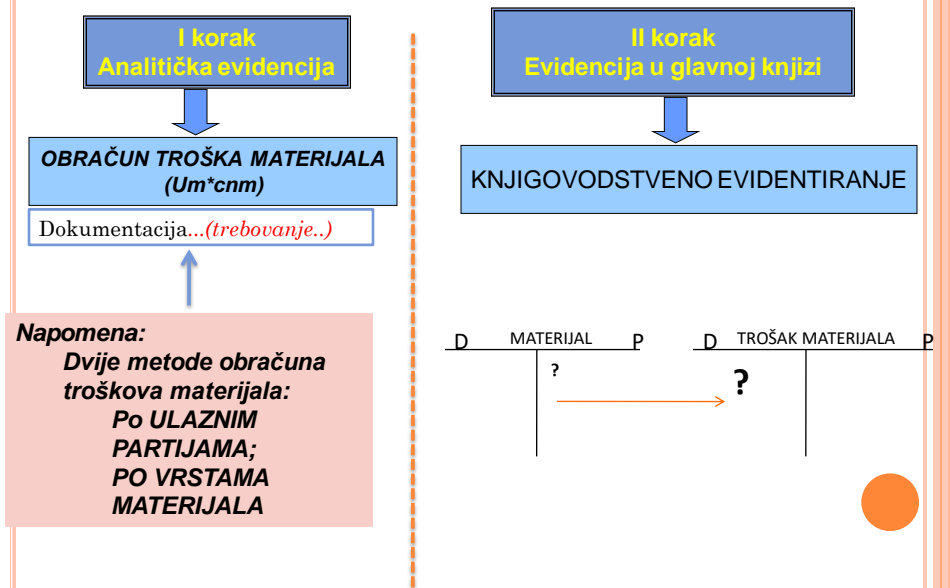 I korak
Analitička evidencija
OBRAČUN TROŠKA MATERIJALA
(Um*cnm)
Dokumentacija...(trebovanje..)
Napomena:
Dvije metode obračuna
troškova materijala:
Po ULAZNIM
PARTIJAMA;
PO VRSTAMA
MATERIJALA
II korak
Evidencija u glavnoj knjizi
KNJIGOVODSTVENO EVIDENTIRANJE
D MATERIJAL P
?
D TROŠAK MATERIJALA P
?